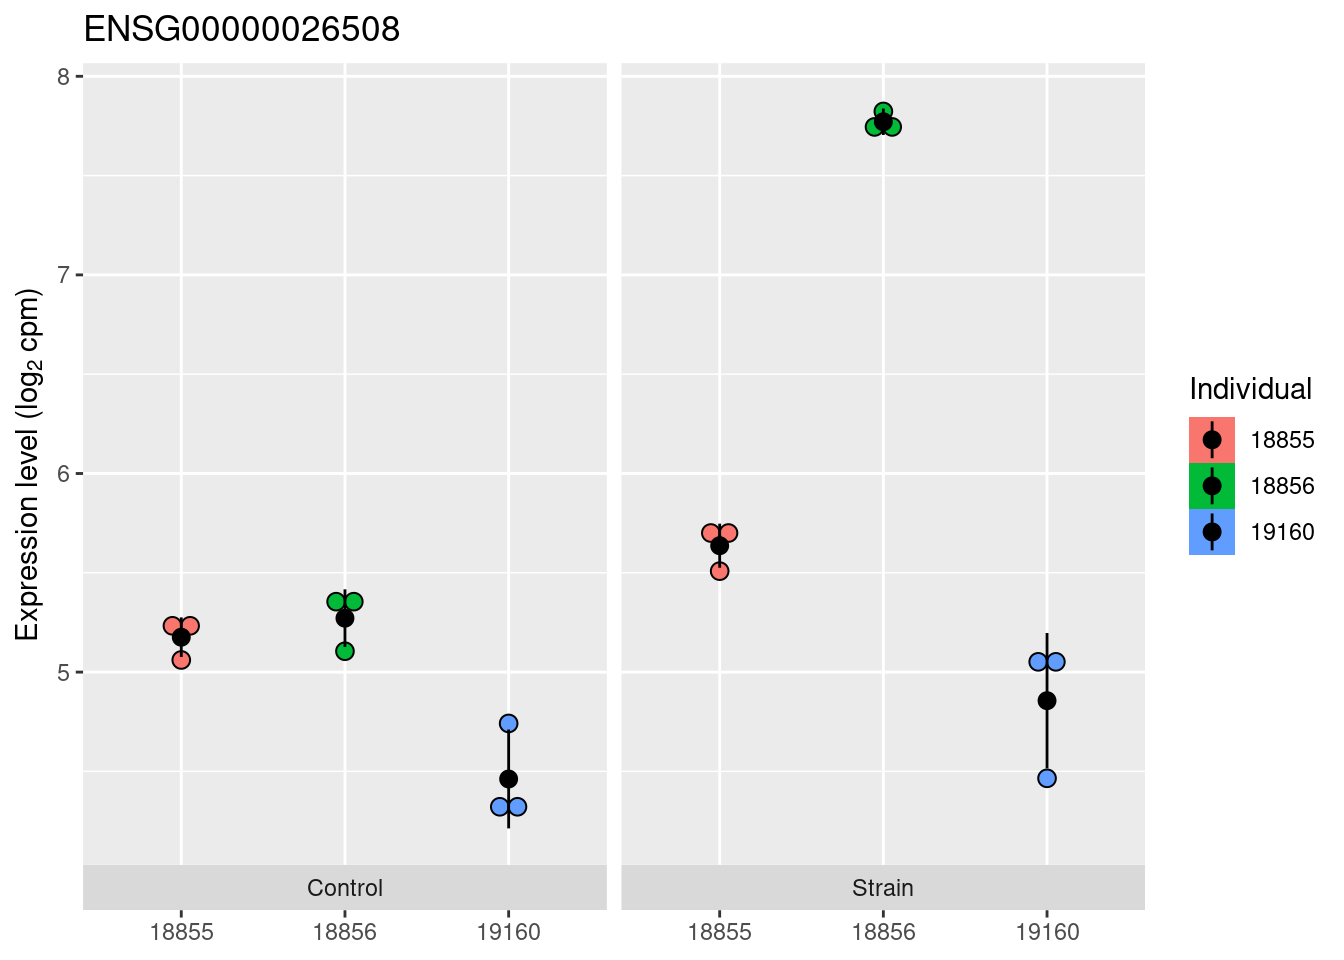 ENSG00000026508
Expression level (log₂ cpm)
8
7
6
5
Control
Strain
18855
18856
19160
18855
18856
19160
Individual
18855
18856
19160